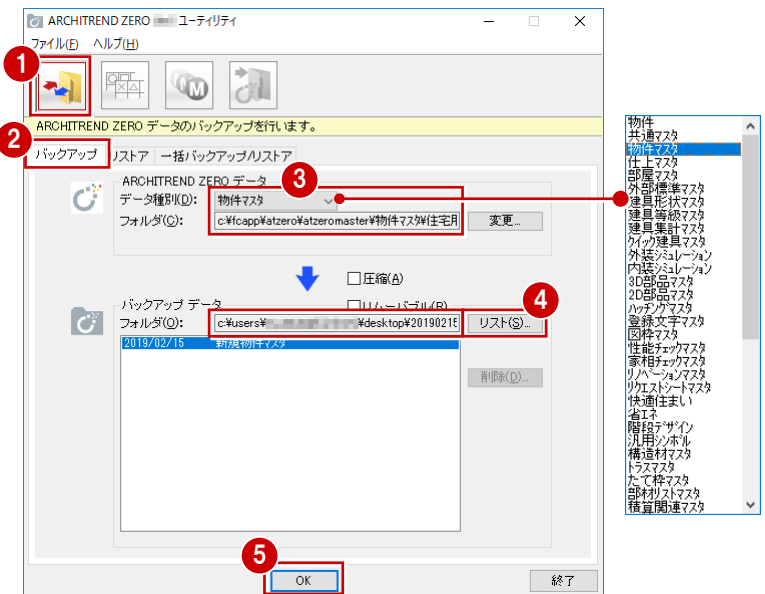 ARCHITREND ZERO ユーティリティ
ファイル(F) ヘルプ(H)
1
ARCHITREND ZERO データのバックアップを行います。
2
バックアップ リストア 一括バックアップ/リストア
ARCHITREND ZERO データ
3
データ種別(D): 物件マスタ
フォルダ(C): c:¥fcapp¥atzero¥atzeromaster¥物件マスタ¥住宅用 変更...
圧縮(A)
バックアップ データ リムーバブル(R)
4
フォルダ(O): c:¥users¥ ¥desktop¥20190215 リスト(S)...
2019/02/15 新規物件マスタ
削除(D)...
5
OK 終了
物件
共通マスタ
物件マスタ
仕上マスタ
部屋マスタ
外部標準マスタ
建具形状マスタ
建具等級マスタ
建具集計マスタ
クイック建具マスタ
外装シミュレーション
内装シミュレーション
3D部品マスタ
2D部品マスタ
ハッチングマスタ
登録文字マスタ
図枠マスタ
性能チェックマスタ
家相チェックマスタ
リノベーションマスタ
リクエストシートマスタ
快適住まい
省エネ
階段デザイン
汎用シンボル
構造材マスタ
トラスマスタ
たて枠マスタ
部材リストマスタ
積算関連マスタ